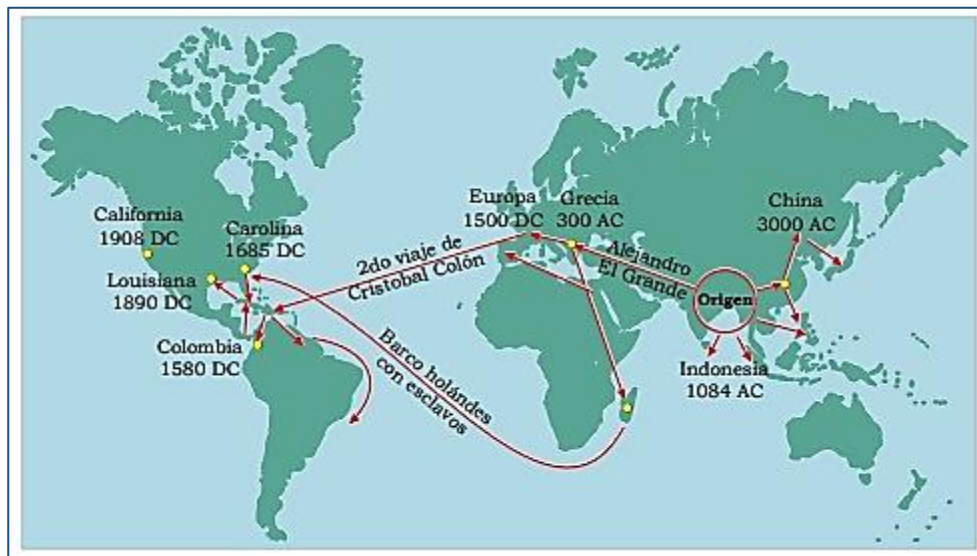 California
1908 DC
Louisiana
1890 DC
Carolina
1685 DC
Colombia
1580 DC
2do viaje de
Cristobal Colón
Barco holándes
con esclavos
Europa
1500 DC
Grecia
300 AC
Alejandro
El Grande
Origen
China
3000 AC
Indonesia
1084 AC